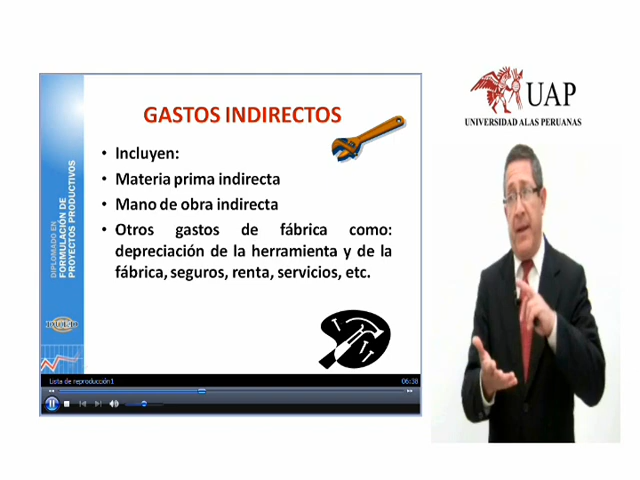 GASTOS INDIRECTOS
• Incluyen:
• Materia prima indirecta
• Mano de obra indirecta
• Otros gastos de fábrica como:
depreciación de la herramienta y de la
fábrica, seguros, renta, servicios, etc.
DIPLOMADO EN
FORMULACIÓN DE
PROYECTOS PRODUCTIVOS
DUED
Lista de reproducción1
06:38
UAP
UNIVERSIDAD ALAS PERUANAS